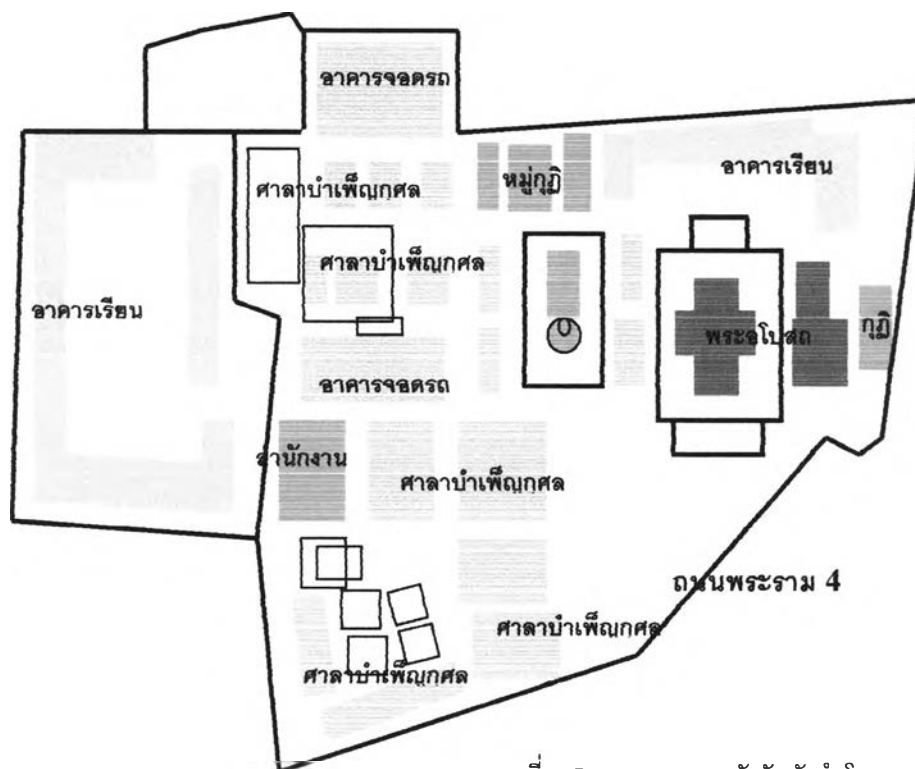 อาคารจอดรถ
อาคารเรียน
หมู่กุฏิ
ศาลาบำเพ็ญกุศล
ศาลาบำเพ็ญกุศล
อาคารเรียน
กุฏิ
พระอุโบสถ
อาคารจอดรถ
สำนักงาน
ศาลาบำเพ็ญกุศล
ถนนพระราม 4
ศาลาบำเพ็ญกุศล
ศาลาบำเพ็ญกุศล